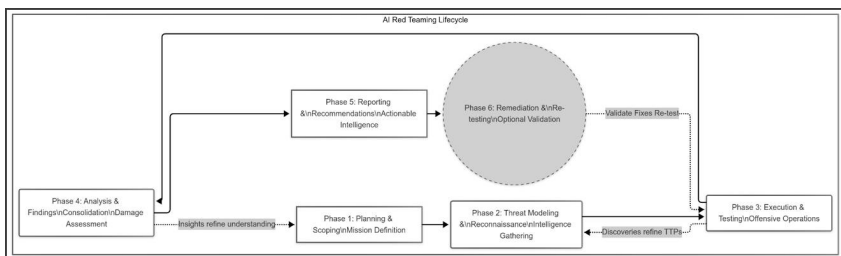 AI Red Teaming Lifecycle
Phase 5: Reporting
&\nRecommendations\nActionable
Intelligence
Phase 6: Remediation &\nRe-
testing\nOptional Validation
Validate Fixes Re-test
Phase 4: Analysis &
Findings\nConsolidation\nDamage
Assessment
Insights refine understanding
Phase 1: Planning &
Scoping\nMission Definition
Phase 2: Threat Modeling
&\nReconnaissance\nIntelligence
Gathering
Discoveries refine TTPs
Phase 3: Execution &
Testing\nOffensive Operations